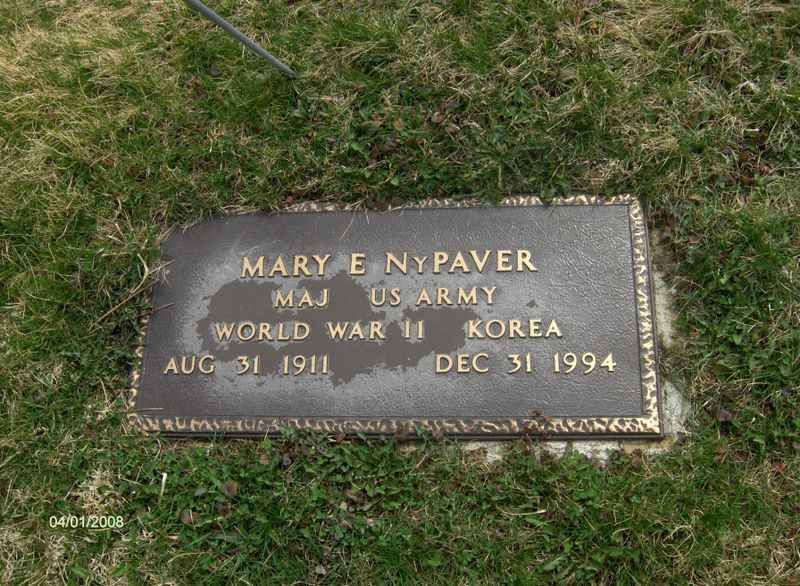 MARY E NyPAVER
MAJ US ARMY
WORLD WAR II KOREA
AUG 31 1911 DEC 31 1994
04/01/2008